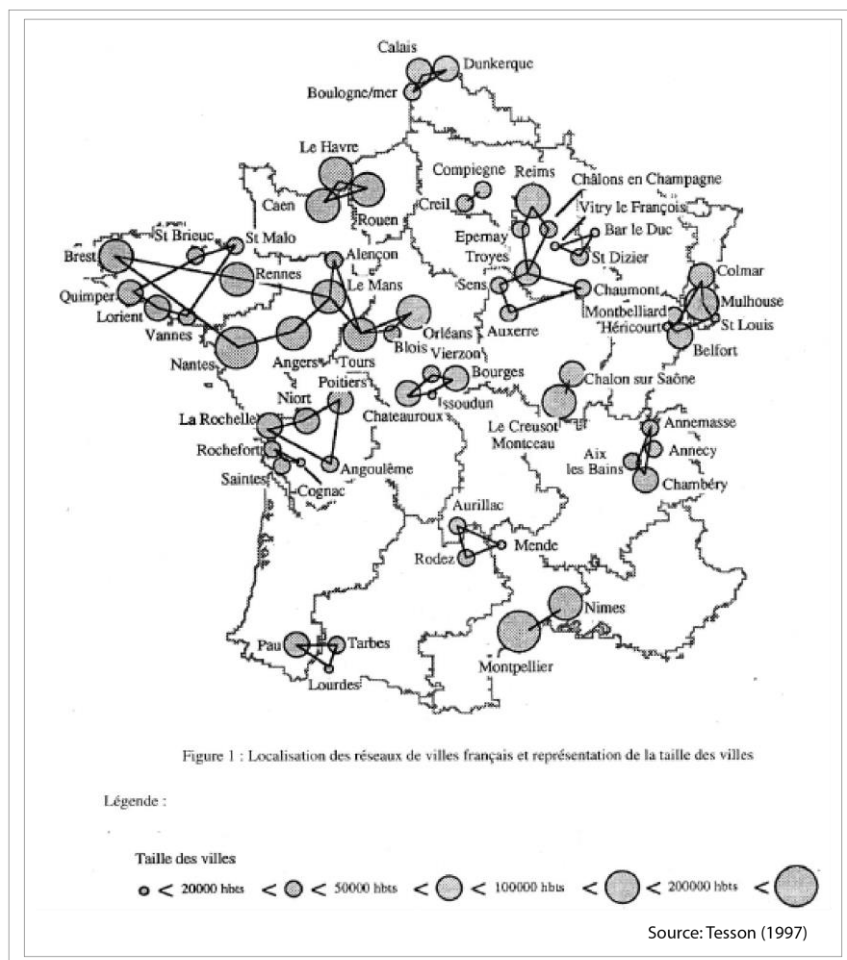 Calais
Dunkerque
Boulogne/mer
Le Havre
Compiegne
Reims
Châlons en Champagne
Vitry le François
Caen
Rouen
Creil
Epernay
Bar le Duc
St Brieuc
St Malo
Alençon
Troyes
St Dizier
Brest
Rennes
Le Mans
Sens
Chaumont
Colmar
Quimper
Montbelliard
Mulhouse
Lorient
Orléans
Auxerre
Héricourt
St Louis
Vannes
Blois
Belfort
Nantes
Angers
Tours
Vierzon
Bourges
Poitiers
Chalon sur Saône
Niort
Issoudun
La Rochelle
Chateauroux
Le Creusot
Montceau
Annemasse
Rochefort
Aix
les Bains
Annecy
Saintes
Angoulême
Cognac
Chambéry
Aurillac
Mende
Rodez
Nimes
Pau
Tarbes
Montpellier
Lourdes
Figure 1 : Localisation des réseaux de villes français et représentation de la taille des villes
Légende :
Taille des villes
< 20000 hbts < < 50000 hbts < < 100000 hbts < < 200000 hbts <
Source: Tesson (1997)